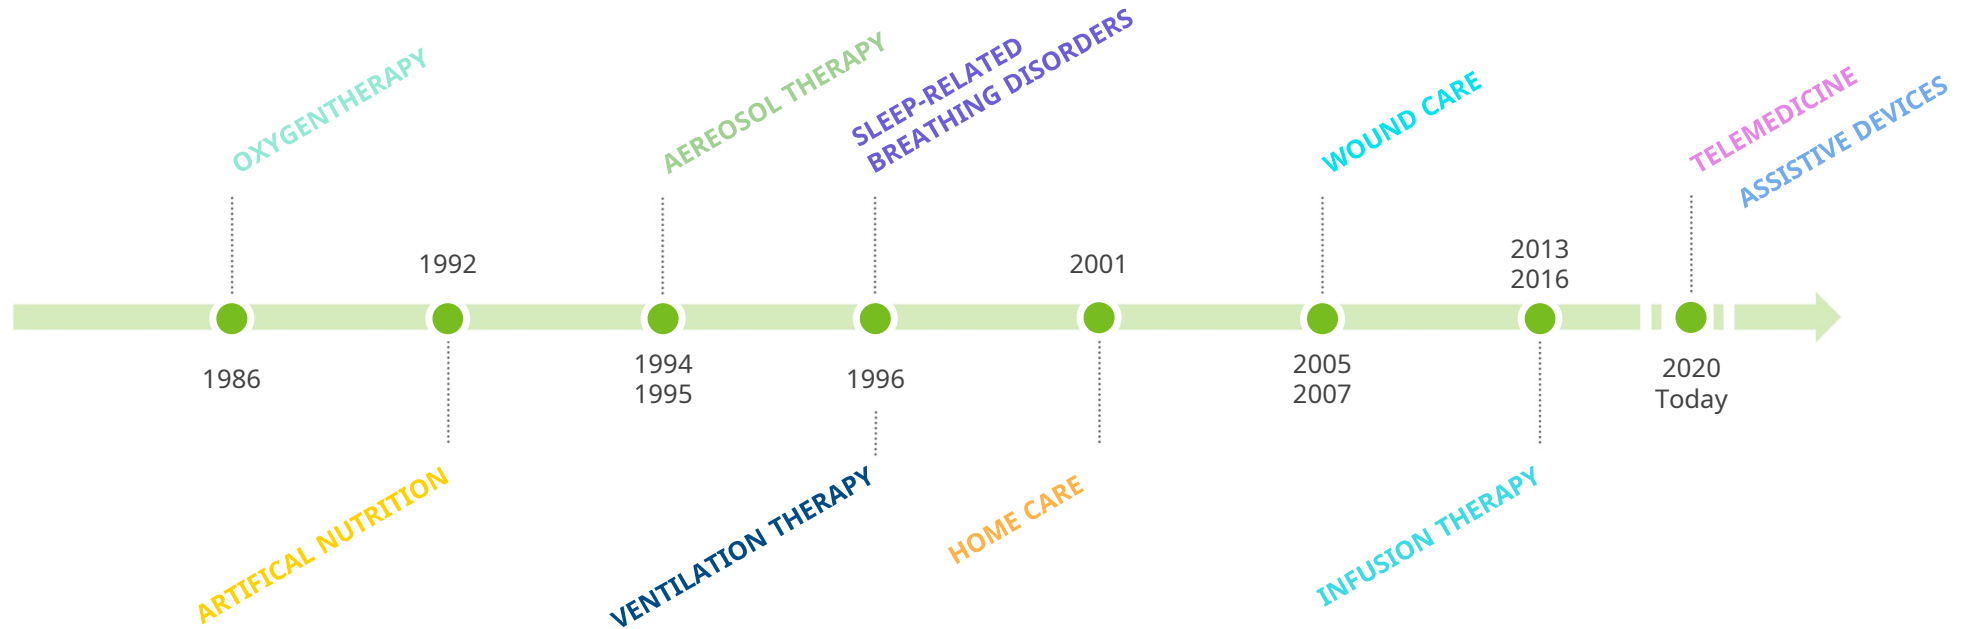 OXYGENTHERAPY
AEREOSOL THERAPY
SLEEP-RELATED
BREATHING DISORDERS
WOUND CARE
TELEMEDICINE
ASSISTIVE DEVICES
1992
2001
2013
2016
1986
1994
1995
1996
2005
2007
2020
Today
ARTIFICAL NUTRITION
VENTILATION THERAPY
HOME CARE
INFUSION THERAPY